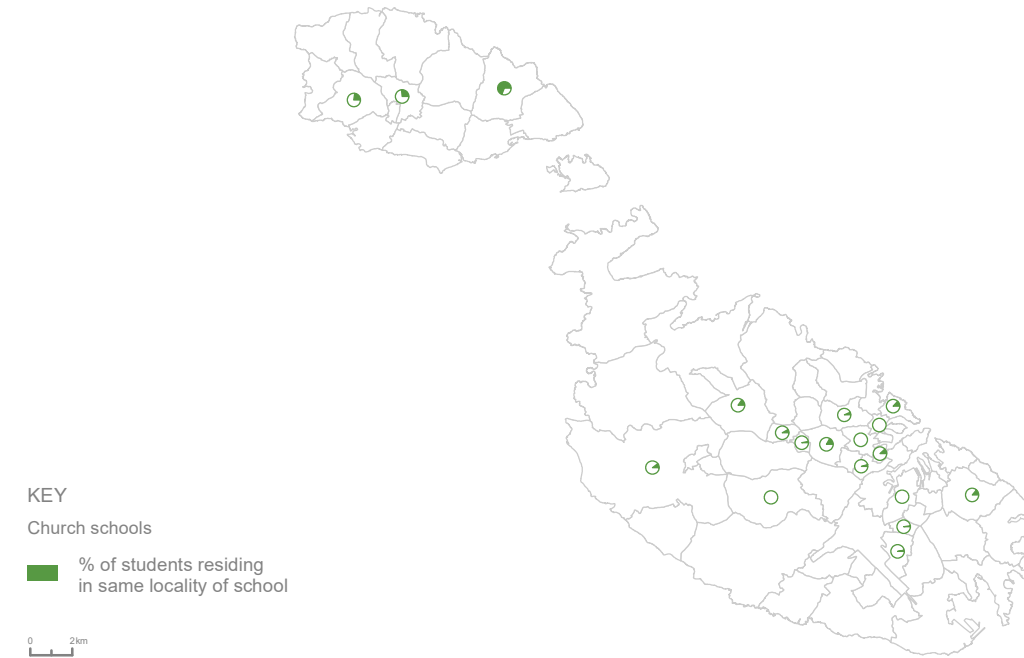 KEY
Church schools
% of students residing
in same locality of school
0 2km